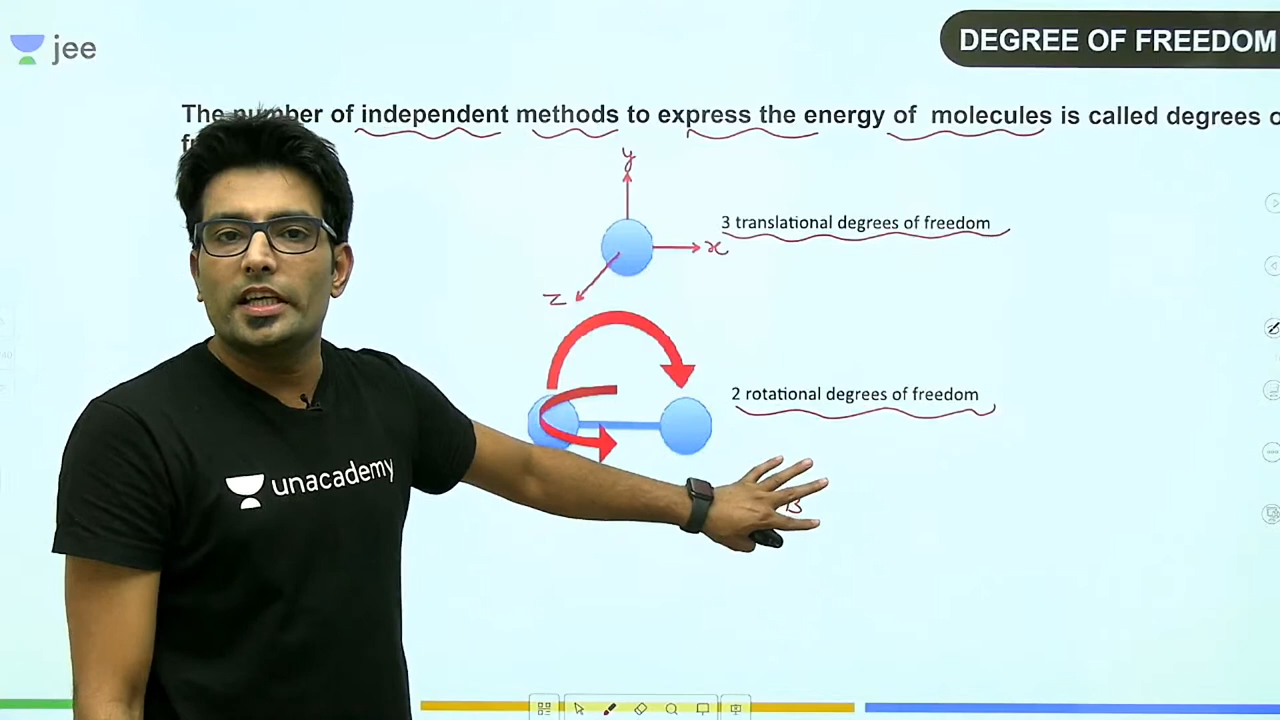 jee
DEGREE OF FREEDOM
The number of independent methods to express the energy of molecules is called degrees
y
3 translational degrees of freedom
x
z
2 rotational degrees of freedom
unacademy
B